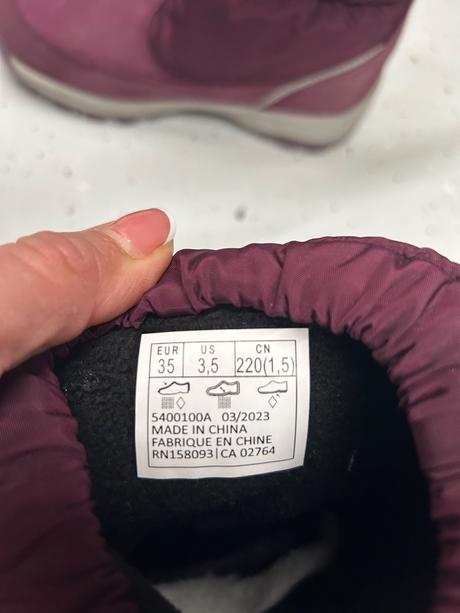 EUR US CN
35 3,5 220(1,5)
5400100A 03/2023
MADE IN CHINA
FABRIQUE EN CHINE
RN158093|CA 02764